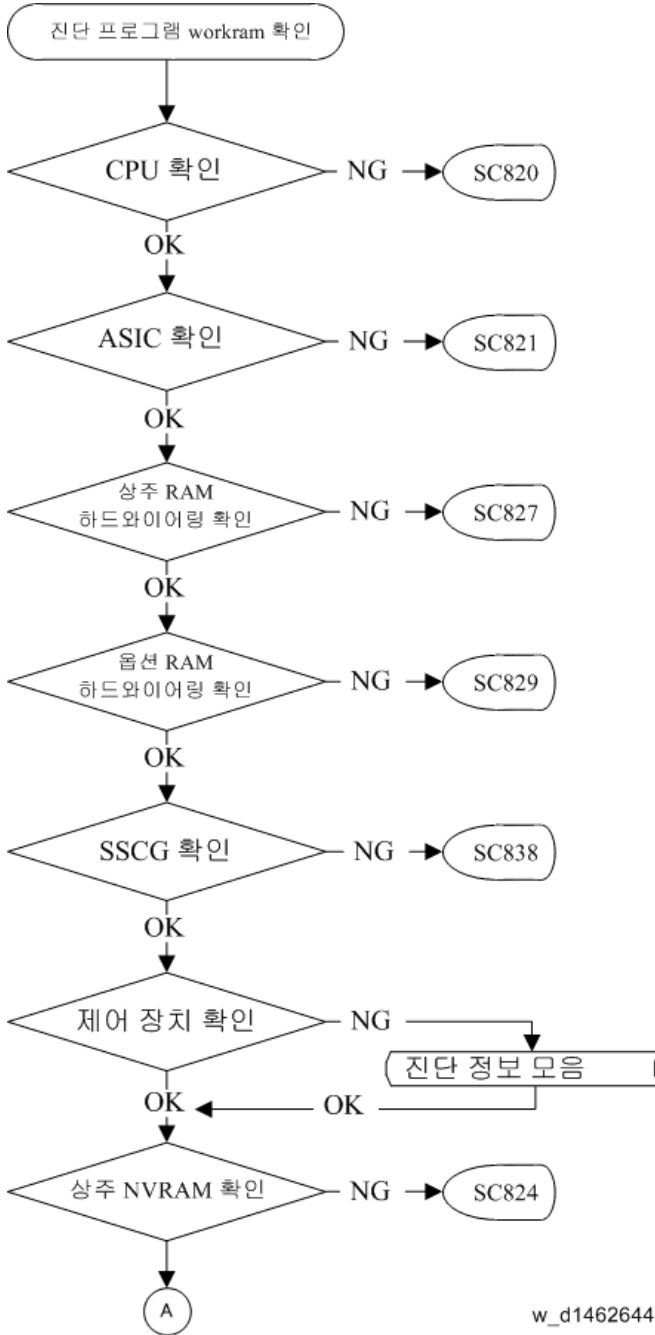 진단 프로그램 workram 확인
CPU 확인
NG
SC820
OK
ASIC 확인
NG
SC821
OK
상주 RAM
하드와이어링 확인
NG
SC827
OK
옵션 RAM
하드와이어링 확인
NG
SC829
OK
SSCG 확인
NG
SC838
OK
제어 장치 확인
NG
진단 정보 모음
OK
OK
상주 NVRAM 확인
NG
SC824
A
w_d1462644